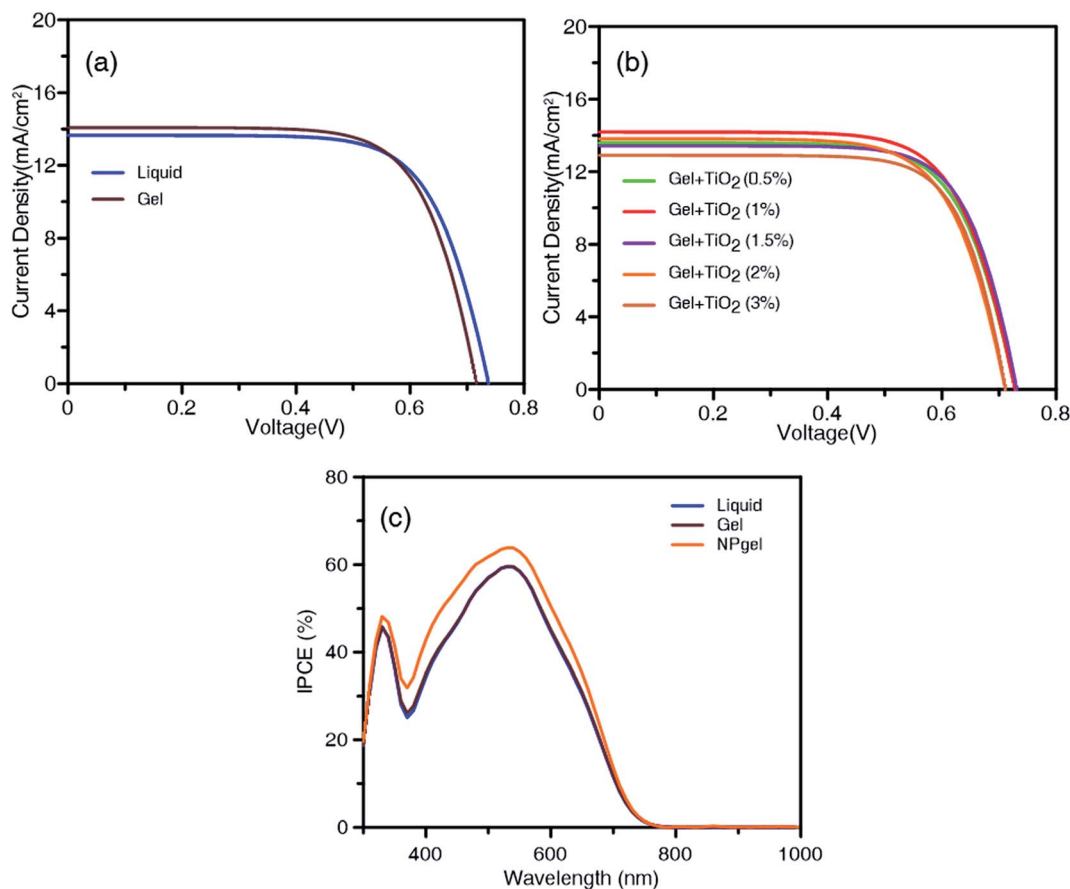 20
16
12
8
4
0
Current Density(mA/cm²)
(a)
Liquid
Gel
0 0.2 0.4 0.6 0.8
Voltage(V)
20
16
12
8
4
0
Current Density(mA/cm²)
(b)
Gel+TiO₂ (0.5%)
Gel+TiO₂ (1%)
Gel+TiO₂ (1.5%)
Gel+TiO₂ (2%)
Gel+TiO₂ (3%)
0 0.2 0.4 0.6 0.8
Voltage(V)
80
60
40
20
0
IPCE (%)
(c)
Liquid
Gel
NPgel
400 600 800 1000
Wavelength (nm)